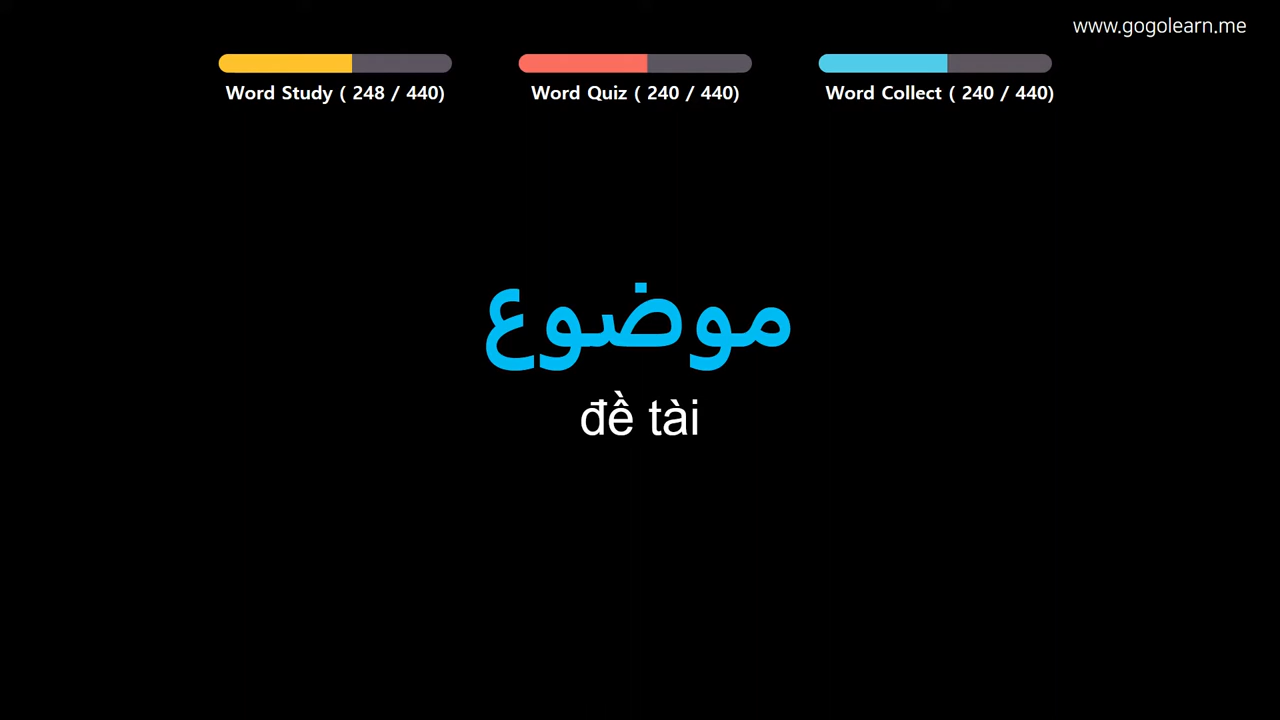 www.gogolearn.me
Word Study ( 248 / 440)
Word Quiz ( 240 / 440)
Word Collect ( 240 / 440)
موضوع
đề tài